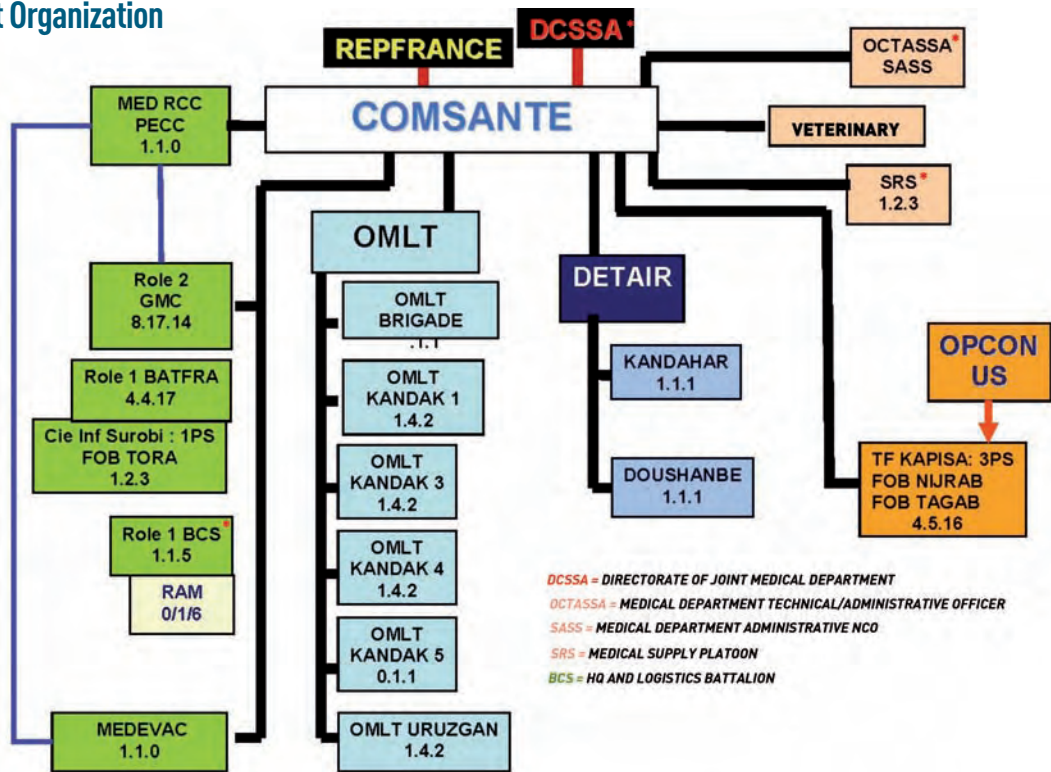 t Organization
REPFRANCE
DCSSA*
COMSANTE
OCTASSA*
SASS
VETERINARY
SRS*
1.2.3
MED RCC
PECC
1.1.0
Role 2
GMC
8.17.14
Role 1 BATFRA
4.4.17
Cie Inf Surobi : 1PS
FOB TORA
1.2.3
Role 1 BCS*
1.1.5
RAM
0/1/6
MEDEVAC
1.1.0
OMLT
OMLT
BRIGADE
.1.1
OMLT
KANDAK 1
1.4.2
OMLT
KANDAK 3
1.4.2
OMLT
KANDAK 4
1.4.2
OMLT
KANDAK 5
0.1.1
OMLT URUZGAN
1.4.2
DETAIR
KANDAHAR
1.1.1
DOUSHANBE
1.1.1
OPCON
US
TF KAPISA: 3PS
FOB NIJRAB
FOB TAGAB
4.5.16
DCSSA = DIRECTORATE OF JOINT MEDICAL DEPARTMENT
OCTASSA = MEDICAL DEPARTMENT TECHNICAL/ADMINISTRATIVE OFFICER
SASS = MEDICAL DEPARTMENT ADMINISTRATIVE NCO
SRS = MEDICAL SUPPLY PLATOON
BCS = HQ AND LOGISTICS BATTALION